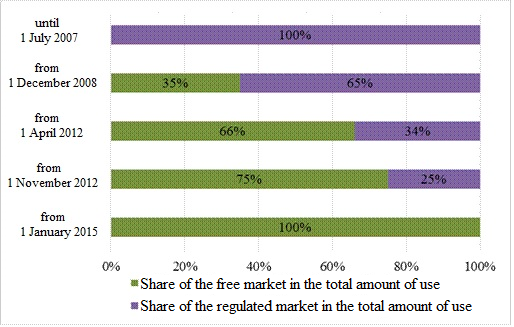 until
1 July 2007
100%
from
1 December 2008
35% 65%
from
1 April 2012
66% 34%
from
1 November 2012
75% 25%
from
1 January 2015
100%
0% 20% 40% 60% 80% 100%
Share of the free market in the total amount of use
Share of the regulated market in the total amount of use